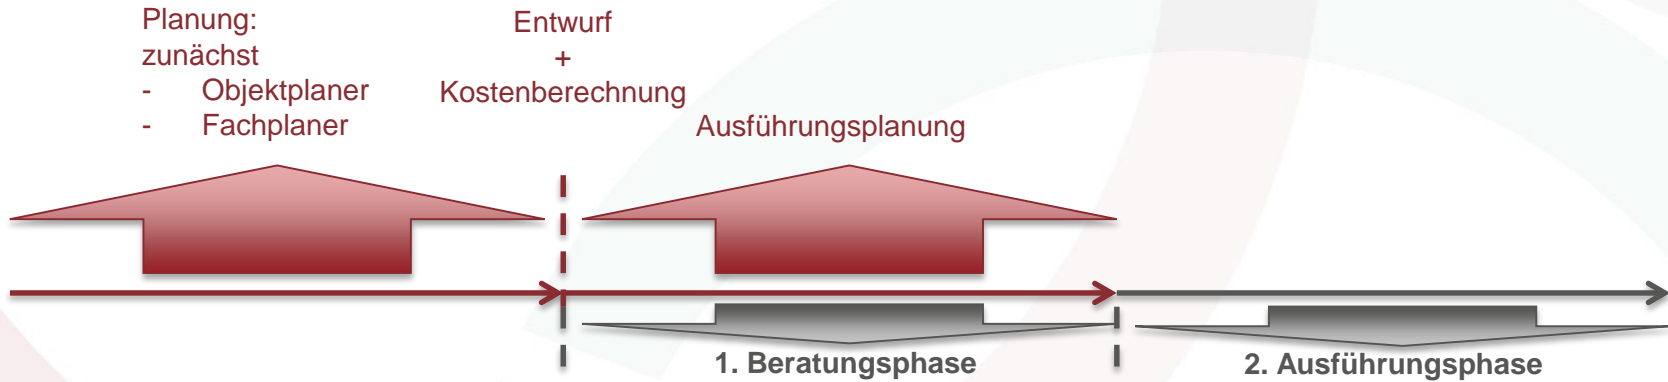 Planung:
zunächst
- Objektplaner
- Fachplaner
Entwurf
+
Kostenberechnung
Ausführungsplanung
1. Beratungsphase
2. Ausführungsphase